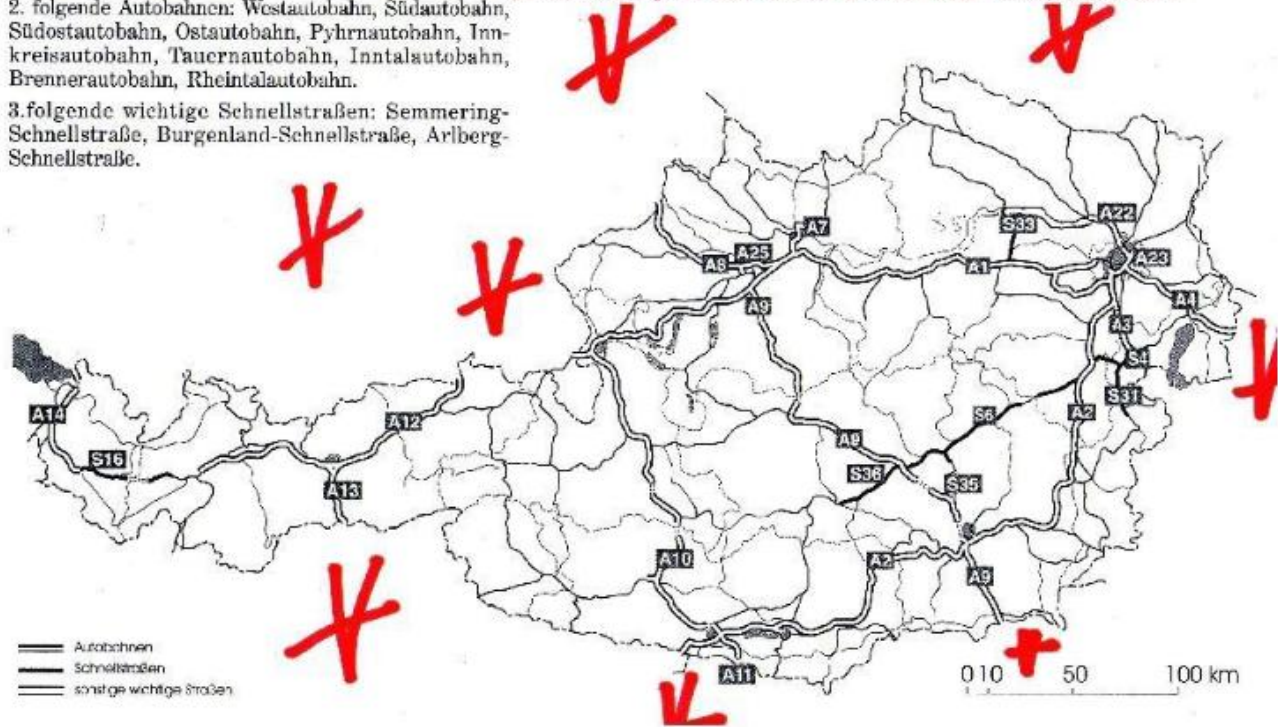 2. folgende Autobahnen: Westautobahn, Südautobahn,
Südostautobahn, Ostautobahn, Pyhrnautobahn, Inn-
kreisautobahn, Tauernautobahn, Inntalautobahn,
Brennerautobahn, Rheintalautobahn.
3.folgende wichtige Schnellstraßen: Semmering-
Schnellstraße, Burgenland-Schnellstraße, Arlberg-
Schnellstraße.
A22
S33
A7
A25
A8
A23
A1
A4
A9
A3
S4
S31
A14
A12
A2
S6
A9
S16
S36
S35
A13
A10
A2
A9
A11
Autobahnen
Schnellstraßen
sonstige wichtige Straßen
0 10 50 100 km